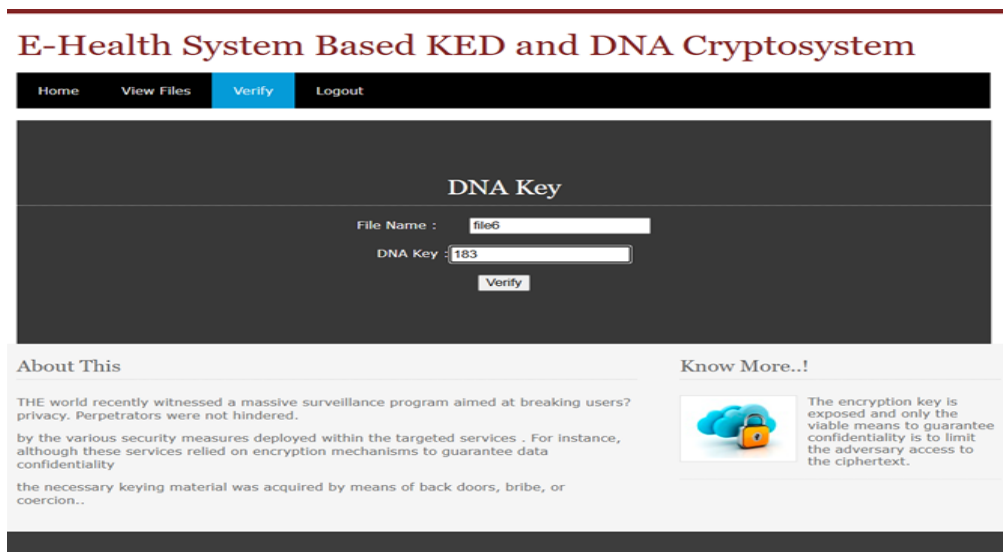 E-Health System Based KED and DNA Cryptosystem
Home View Files Verify Logout
DNA Key
File Name : file6
DNA Key : 183
Verify
About This
THE world recently witnessed a massive surveillance program aimed at breaking users?
privacy. Perpetrators were not hindered.
by the various security measures deployed within the targeted services . For instance,
although these services relied on encryption mechanisms to guarantee data
confidentiality
the necessary keying material was acquired by means of back doors, bribe, or
coercion..
Know More..!
The encryption key is
exposed and only the
viable means to guarantee
confidentiality is to limit
the adversary access to
the ciphertext.